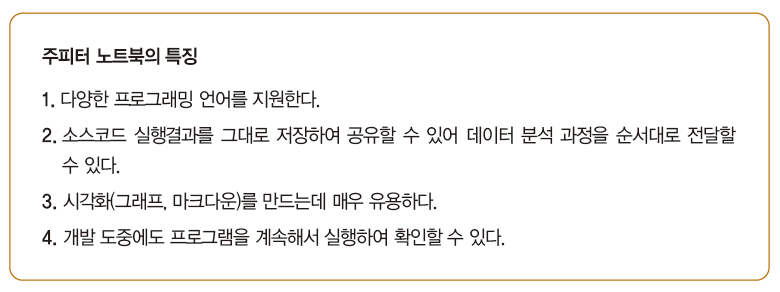 주피터 노트북의 특징
1. 다양한 프로그래밍 언어를 지원한다.
2. 소스코드 실행결과를 그대로 저장하여 공유할 수 있어 데이터 분석 과정을 순서대로 전달할
수 있다.
3. 시각화(그래프, 마크다운)를 만드는데 매우 유용하다.
4. 개발 도중에도 프로그램을 계속해서 실행하여 확인할 수 있다.